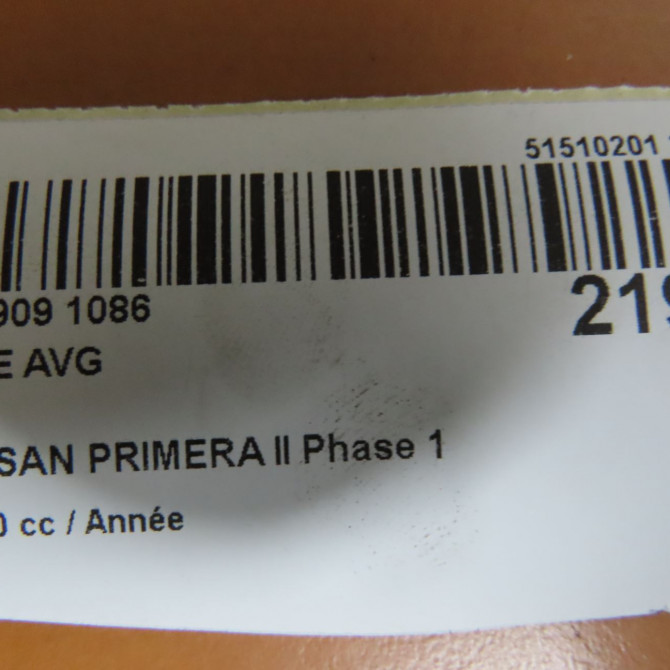 51510201
909 1086
219
E AVG
SAN PRIMERA II Phase 1
0 cc / Année